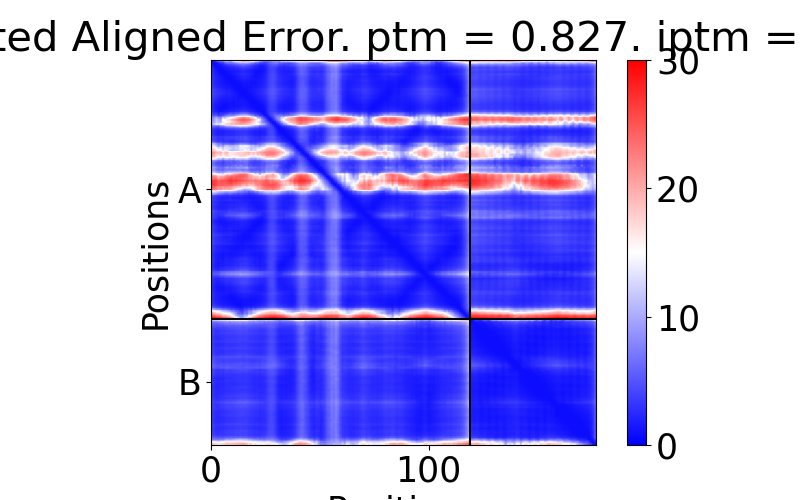 ted Aligned Error. ptm = 0.827. iptm =
30
20
10
0
Positions
A
B
0 100